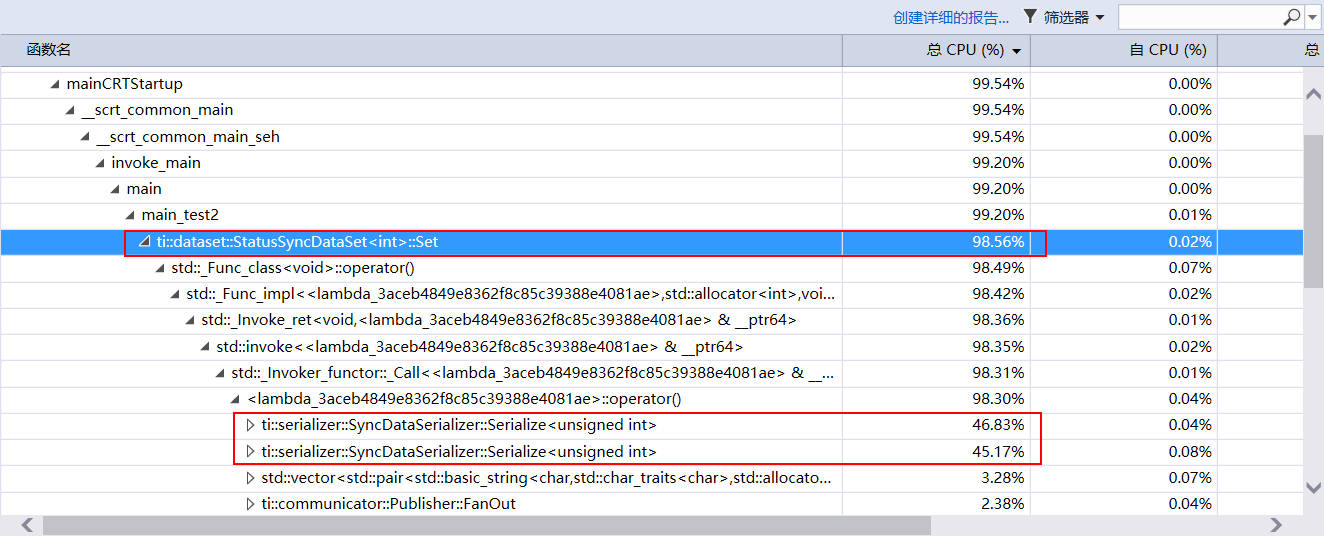 创建详细的报告... 筛选器
函数名 总 CPU (%) 自 CPU (%) 总
mainCRTStartup 99.54% 0.00%
__scrt_common_main 99.54% 0.00%
__scrt_common_main_seh 99.54% 0.00%
invoke_main 99.20% 0.00%
main 99.20% 0.00%
main_test2 99.20% 0.01%
ti::dataset::StatusSyncDataSet<int>::Set 98.56% 0.02%
std::_Func_class<void>::operator() 98.49% 0.07%
std::_Func_impl<<lambda_3aceb4849e8362f8c85c39388e4081ae>,std::allocator<int>,voi... 98.42% 0.02%
std::_Invoke_ret<void,<lambda_3aceb4849e8362f8c85c39388e4081ae> & __ptr64> 98.36% 0.01%
std::invoke<<lambda_3aceb4849e8362f8c85c39388e4081ae> & __ptr64> 98.35% 0.02%
std::_Invoker_functor::_Call<<lambda_3aceb4849e8362f8c85c39388e4081ae> & __... 98.31% 0.01%
<lambda_3aceb4849e8362f8c85c39388e4081ae>::operator() 98.30% 0.04%
ti::serializer::SyncDataSerializer::Serialize<unsigned int> 46.83% 0.04%
ti::serializer::SyncDataSerializer::Serialize<unsigned int> 45.17% 0.08%
std::vector<std::pair<std::basic_string<char,std::char_traits<char>,std::allocato... 3.28% 0.07%
ti::communicator::Publisher::FanOut 2.38% 0.04%